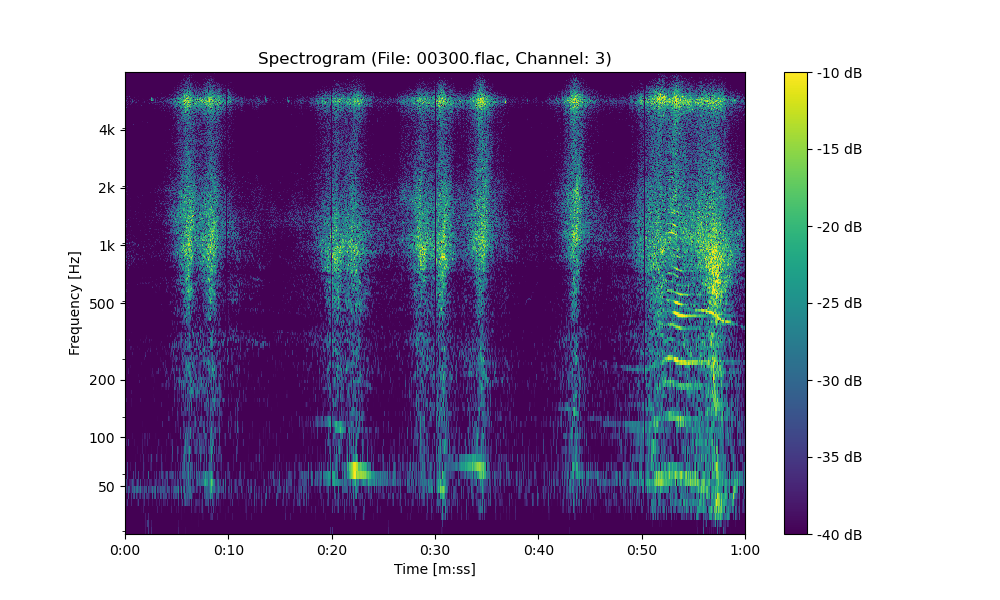 Spectrogram (File: 00300.flac, Channel: 3)
Frequency [Hz]
4k
2k
1k
500
200
100
50
0:00 0:10 0:20 0:30 0:40 0:50 1:00
Time [m:ss]
-10 dB
-15 dB
-20 dB
-25 dB
-30 dB
-35 dB
-40 dB